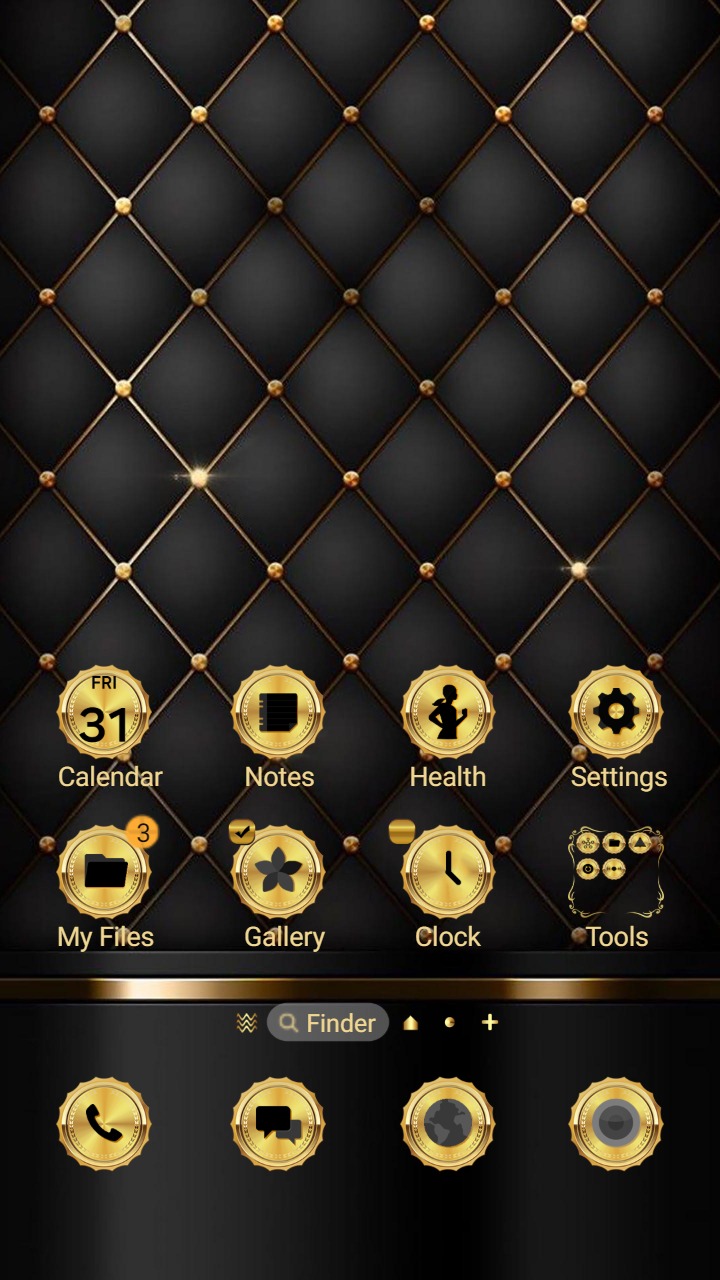 FRI
31
Calendar
Notes
Health
Settings
3
My Files
Gallery
Clock
Tools
Finder